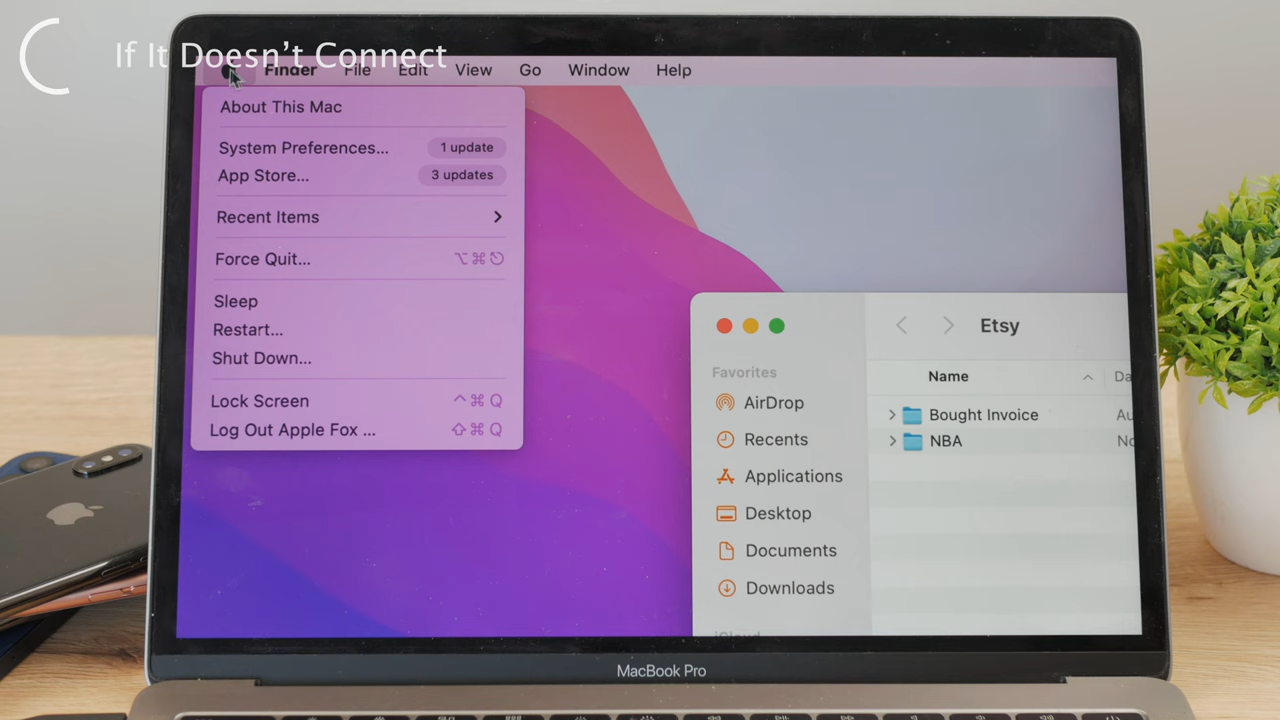 If It Doesn't Connect
Finder File Edit View Go Window Help
About This Mac
System Preferences... 1 update
App Store... 3 updates
Recent Items
Force Quit... ⌥⌘⎋
Sleep
Restart...
Shut Down...
Lock Screen ^⌘Q
Log Out Apple Fox ... ⇧⌘Q
Etsy
Favorites
Name
AirDrop
Bought Invoice
Recents
NBA
Applications
Desktop
Documents
Downloads
iCloud
MacBook Pro